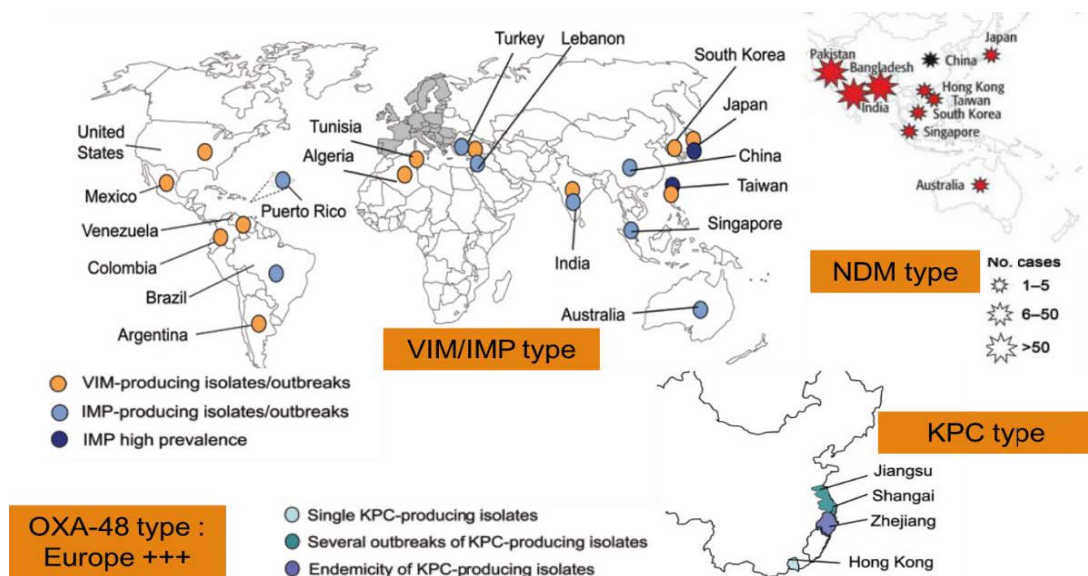 Turkey
Lebanon
South Korea
Japan
China
Taiwan
Singapore
India
Australia
Tunisia
Algeria
United
States
Mexico
Puerto Rico
Venezuela
Colombia
Brazil
Argentina
VIM/IMP type
VIM-producing isolates/outbreaks
IMP-producing isolates/outbreaks
IMP high prevalence
Pakistan
Bangladesh
India
Japan
China
Hong Kong
Taiwan
South Korea
Singapore
Australia
NDM type
No. cases
1–5
6–50
>50
KPC type
Jiangsu
Shangai
Zhejiang
Hong Kong
Single KPC-producing isolates
Several outbreaks of KPC-producing isolates
Endemicity of KPC-producing isolates
OXA-48 type :
Europe +++